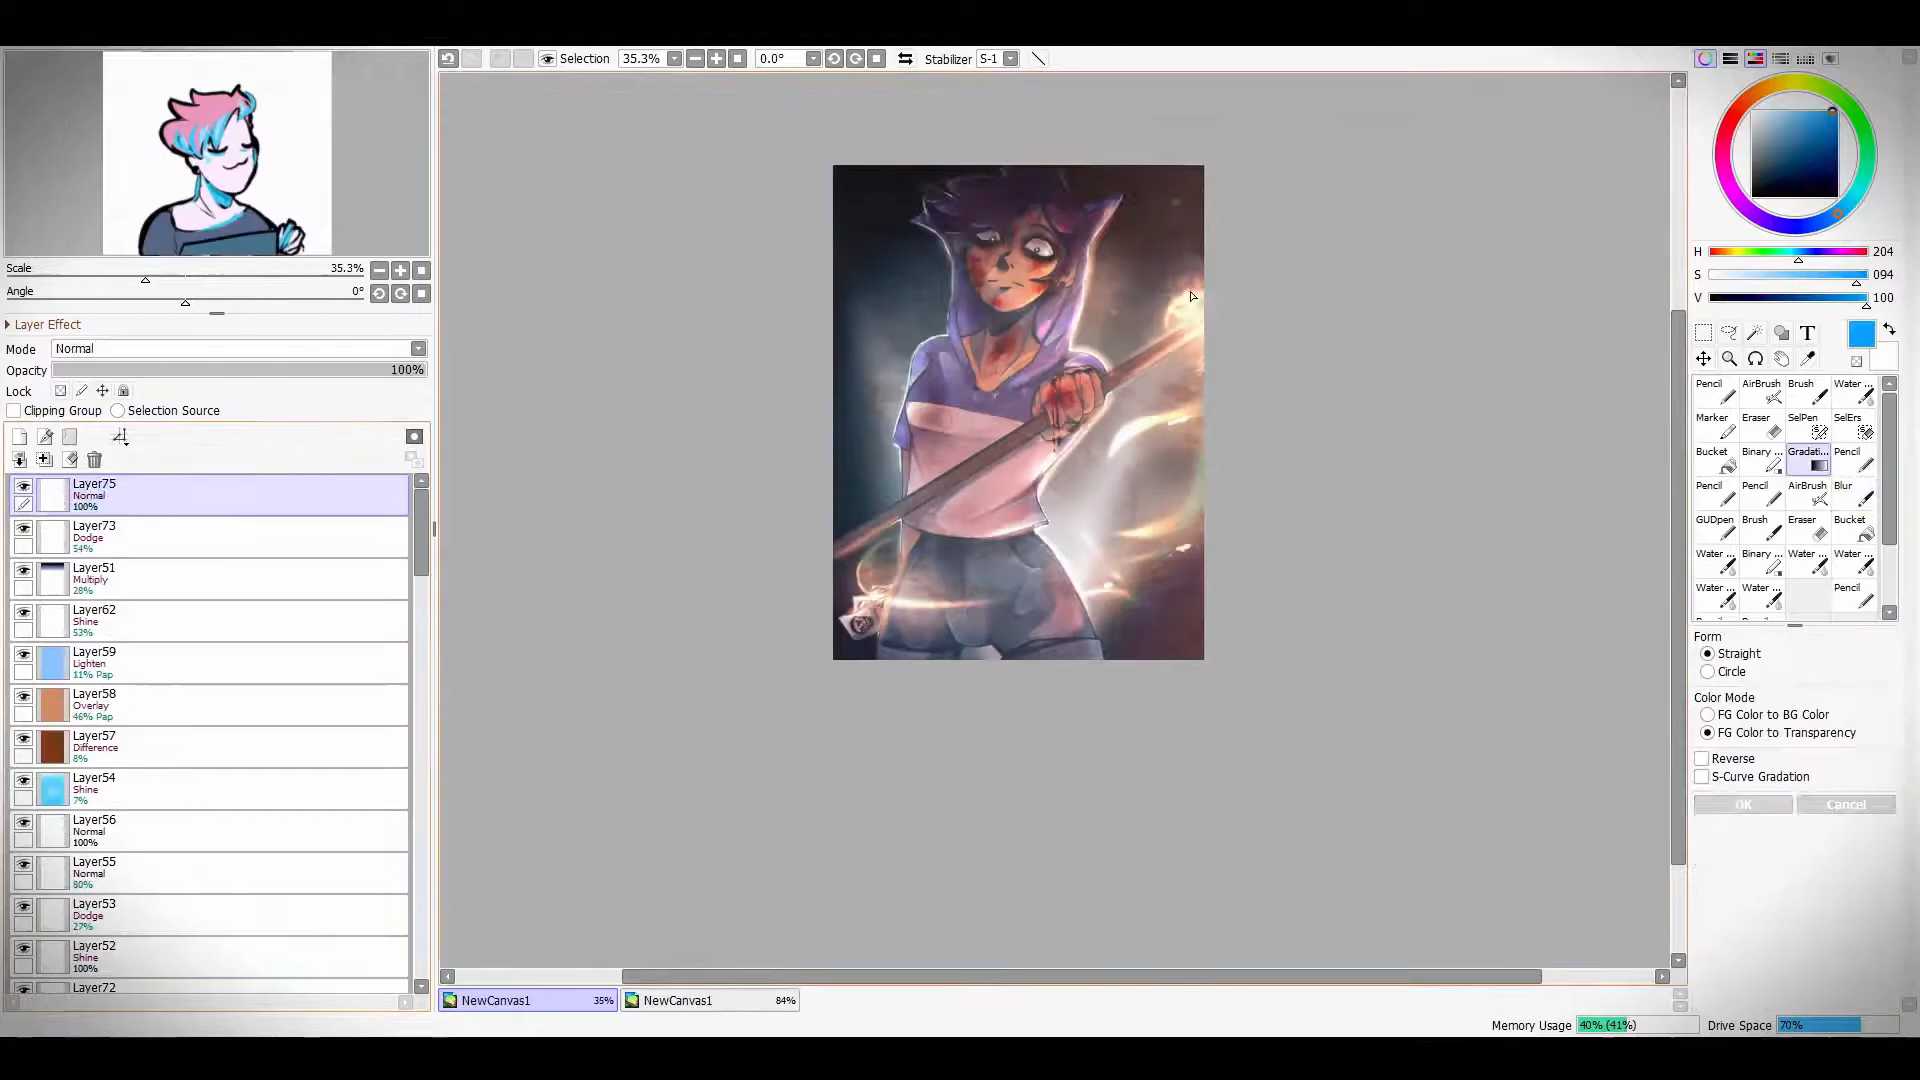 Selection 35.3% 0.0° Stabilizer S-1
Scale 35.3%
Angle 0°
Layer Effect
Mode Normal
Opacity 100%
Lock
Clipping Group Selection Source
Layer75
Normal
100%
Layer73
Dodge
54%
Layer51
Multiply
28%
Layer62
Shine
53%
Layer59
Lighten
11% Pap
Layer58
Overlay
46% Pap
Layer57
Difference
8%
Layer54
Shine
7%
Layer56
Normal
100%
Layer55
Normal
80%
Layer53
Dodge
27%
Layer52
Shine
100%
Layer72
NewCanvas1 35% NewCanvas1 84%
H 204
S 094
V 100
T
Pencil AirBrush Brush Water ...
Marker Eraser SelPen SelErs
Bucket Binary ... Gradati... Pencil
Pencil Pencil AirBrush Blur
GUDpen Brush Eraser Bucket
Water ... Binary ... Water ... Water ...
Water ... Water ... Pencil
Form
Straight
Circle
Color Mode
FG Color to BG Color
FG Color to Transparency
Reverse
S-Curve Gradation
OK Cancel
Memory Usage 40% (41%) Drive Space 70%